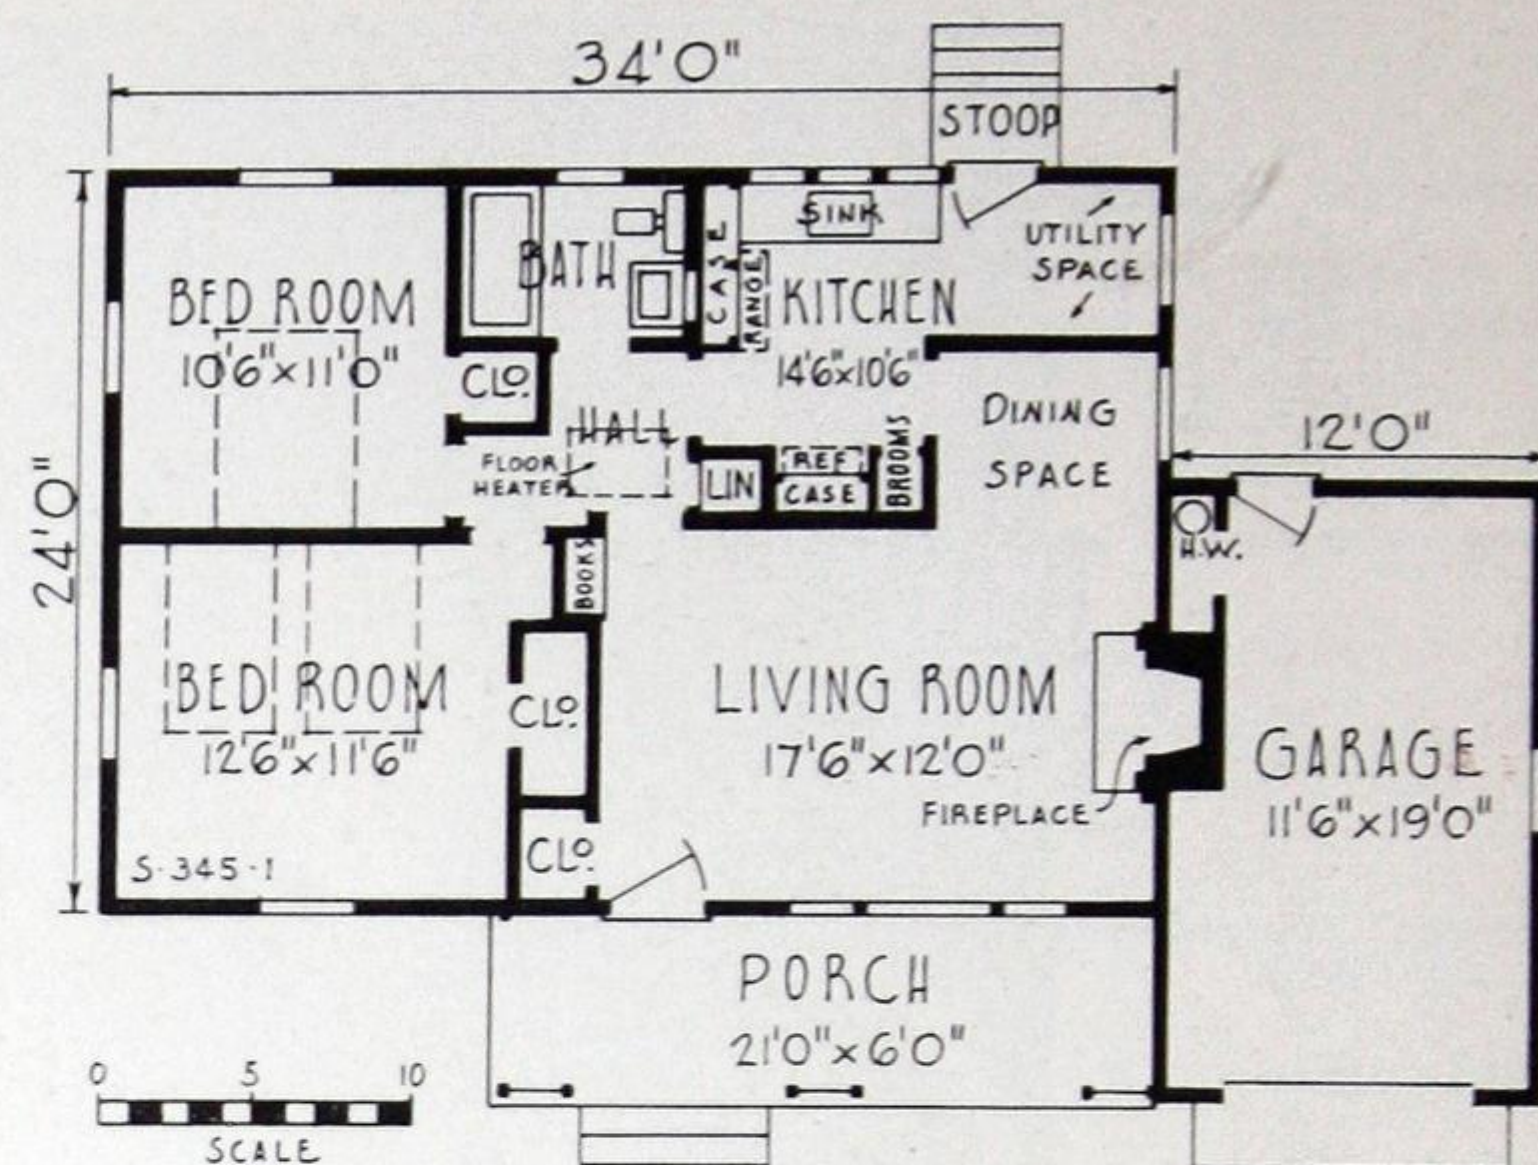 34'0"
STOOP
SINK
UTILITY
SPACE
BATH
CASE
RANGE
BED ROOM
10'6"x11'0"
KITCHEN
14'6"x10'6"
CLO.
HALL
FLOOR
HEATER
LIN
REF
CASE
BROOMS
DINING
SPACE
12'0"
24'0"
H.W.
BOOKS
BED ROOM
12'6"x11'6"
CLO.
LIVING ROOM
17'6"x12'0"
FIREPLACE
GARAGE
11'6"x19'0"
S-345-1
CLO.
PORCH
21'0"x6'0"
0 5 10
SCALE